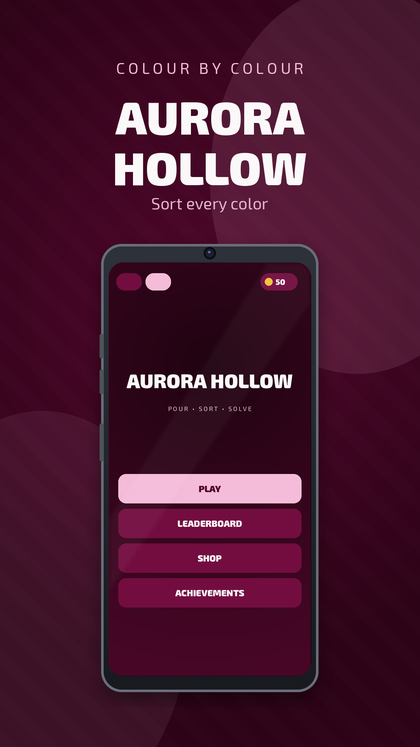 COLOUR BY COLOUR
AURORA
HOLLOW
Sort every color
50
AURORA HOLLOW
POUR • SORT • SOLVE
PLAY
LEADERBOARD
SHOP
ACHIEVEMENTS